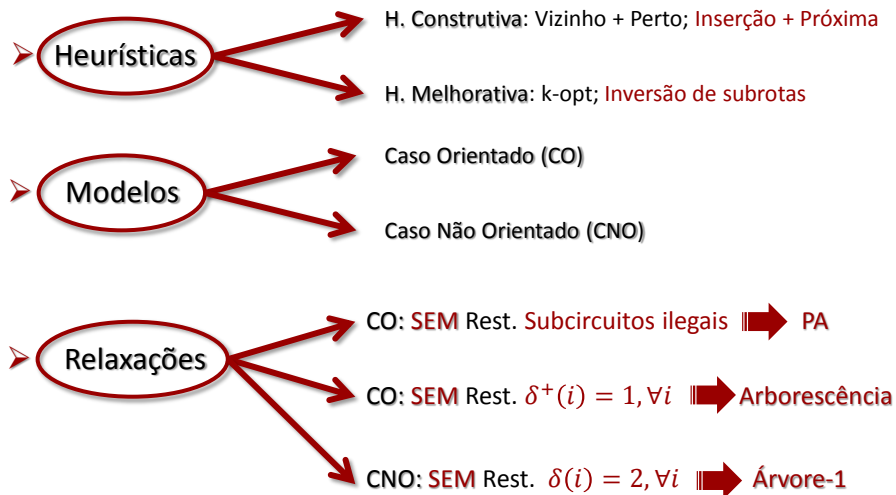 Heurísticas
H. Construtiva: Vizinho + Perto; Inserção + Próxima
H. Melhorativa: k-opt; Inversão de subrotas
Modelos
Caso Orientado (CO)
Caso Não Orientado (CNO)
Relaxações
CO: SEM Rest. Subcircuitos ilegais PA
CO: SEM Rest. δ⁺(i) = 1, ∀i Arborescência
CNO: SEM Rest. δ(i) = 2, ∀i Árvore-1